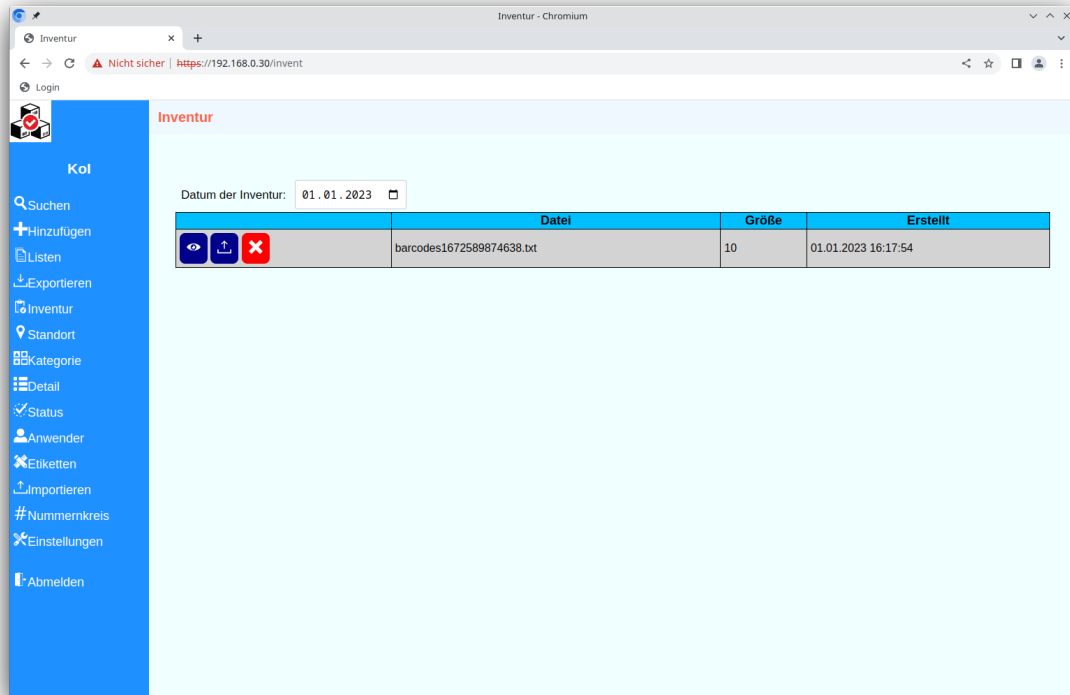 Inventur - Chromium
Inventur
Nicht sicher | https://192.168.0.30/invent
Login
Inventur
KoI
Suchen
Hinzufügen
Listen
Exportieren
Inventur
Standort
Kategorie
Detail
Status
Anwender
Etiketten
Importieren
Nummernkreis
Einstellungen
Abmelden
Datum der Inventur: 01.01.2023
Datei Größe Erstellt
barcodes1672589874638.txt 10 01.01.2023 16:17:54